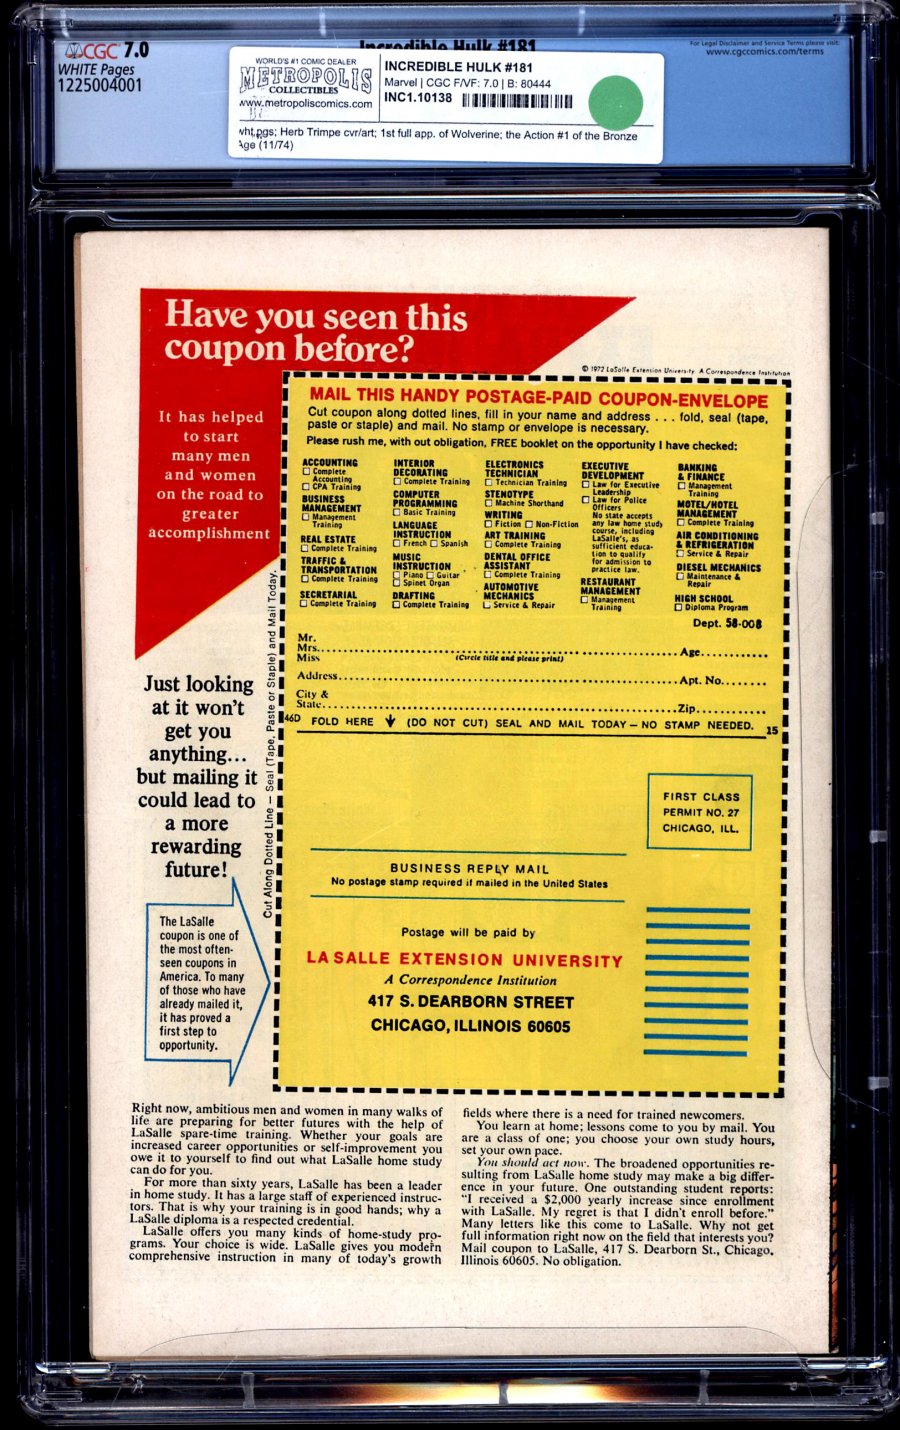 CGC 7.0
WHITE Pages
1225004001
Incredible Hulk #181
For Legal Disclaimer and Service Terms please visit:
www.cgccomics.com/terms
WORLD'S #1 COMIC DEALER
METROPOLIS
COLLECTIBLES
www.metropoliscomics.com
INCREDIBLE HULK #181
Marvel | CGC F/VF: 7.0 | B: 80444
INC1.10138
wht pgs; Herb Trimpe cvr/art; 1st full app. of Wolverine; the Action #1 of the Bronze
Age (11/74)
Have you seen this
coupon before?
It has helped
to start
many men
and women
on the road to
greater
accomplishment
© 1972 LaSalle Extension University A Correspondence Institution
MAIL THIS HANDY POSTAGE-PAID COUPON-ENVELOPE
Cut coupon along dotted lines, fill in your name and address . . . fold, seal (tape,
paste or staple) and mail. No stamp or envelope is necessary.
Please rush me, with out obligation, FREE booklet on the opportunity I have checked:
ACCOUNTING
☐ Complete
Accounting
☐ CPA Training
BUSINESS
MANAGEMENT
☐ Management
Training
REAL ESTATE
☐ Complete Training
TRAFFIC &
TRANSPORTATION
☐ Complete Training
SECRETARIAL
☐ Complete Training
INTERIOR
DECORATING
☐ Complete Training
COMPUTER
PROGRAMMING
☐ Basic Training
LANGUAGE
INSTRUCTION
☐ French ☐ Spanish
MUSIC
INSTRUCTION
☐ Piano ☐ Guitar
☐ Spinet Organ
DRAFTING
☐ Complete Training
ELECTRONICS
TECHNICIAN
☐ Technician Training
STENOTYPE
☐ Machine Shorthand
WRITING
☐ Fiction ☐ Non-Fiction
ART TRAINING
☐ Complete Training
DENTAL OFFICE
ASSISTANT
☐ Complete Training
AUTOMOTIVE
MECHANICS
☐ Service & Repair
EXECUTIVE
DEVELOPMENT
☐ Law for Executive
Leadership
☐ Law for Police
Officers
No state accepts
any law home study
course, including
LaSalle's, as
sufficient educa-
tion to qualify
for admission to
practice law.
RESTAURANT
MANAGEMENT
☐ Management
Training
BANKING
& FINANCE
☐ Management
Training
MOTEL/HOTEL
MANAGEMENT
☐ Complete Training
AIR CONDITIONING
& REFRIGERATION
☐ Service & Repair
DIESEL MECHANICS
☐ Maintenance &
Repair
HIGH SCHOOL
☐ Diploma Program
Dept. 58-008
Mr.
Mrs. Age
Miss (Circle title and please print)
Address Apt. No.
City &
State Zip
46D FOLD HERE (DO NOT CUT) SEAL AND MAIL TODAY – NO STAMP NEEDED. 15
Cut Along Dotted Line – Seal (Tape, Paste or Staple) and Mail Today.
Just looking
at it won't
get you
anything...
but mailing it
could lead to
a more
rewarding
future!
The LaSalle
coupon is one of
the most often-
seen coupons in
America. To many
of those who have
already mailed it,
it has proved a
first step to
opportunity.
FIRST CLASS
PERMIT NO. 27
CHICAGO, ILL.
BUSINESS REPLY MAIL
No postage stamp required if mailed in the United States
Postage will be paid by
LA SALLE EXTENSION UNIVERSITY
A Correspondence Institution
417 S. DEARBORN STREET
CHICAGO, ILLINOIS 60605
Right now, ambitious men and women in many walks of
life are preparing for better futures with the help of
LaSalle spare-time training. Whether your goals are
increased career opportunities or self-improvement you
owe it to yourself to find out what LaSalle home study
can do for you.
For more than sixty years, LaSalle has been a leader
in home study. It has a large staff of experienced instruc-
tors. That is why your training is in good hands; why a
LaSalle diploma is a respected credential.
LaSalle offers you many kinds of home-study pro-
grams. Your choice is wide. LaSalle gives you modern
comprehensive instruction in many of today's growth
fields where there is a need for trained newcomers.
You learn at home; lessons come to you by mail. You
are a class of one; you choose your own study hours,
set your own pace.
You should act now. The broadened opportunities re-
sulting from LaSalle home study may make a big differ-
ence in your future. One outstanding student reports:
"I received a $2,000 yearly increase since enrollment
with LaSalle. My regret is that I didn't enroll before."
Many letters like this come to LaSalle. Why not get
full information right now on the field that interests you?
Mail coupon to LaSalle, 417 S. Dearborn St., Chicago,
Illinois 60605. No obligation.